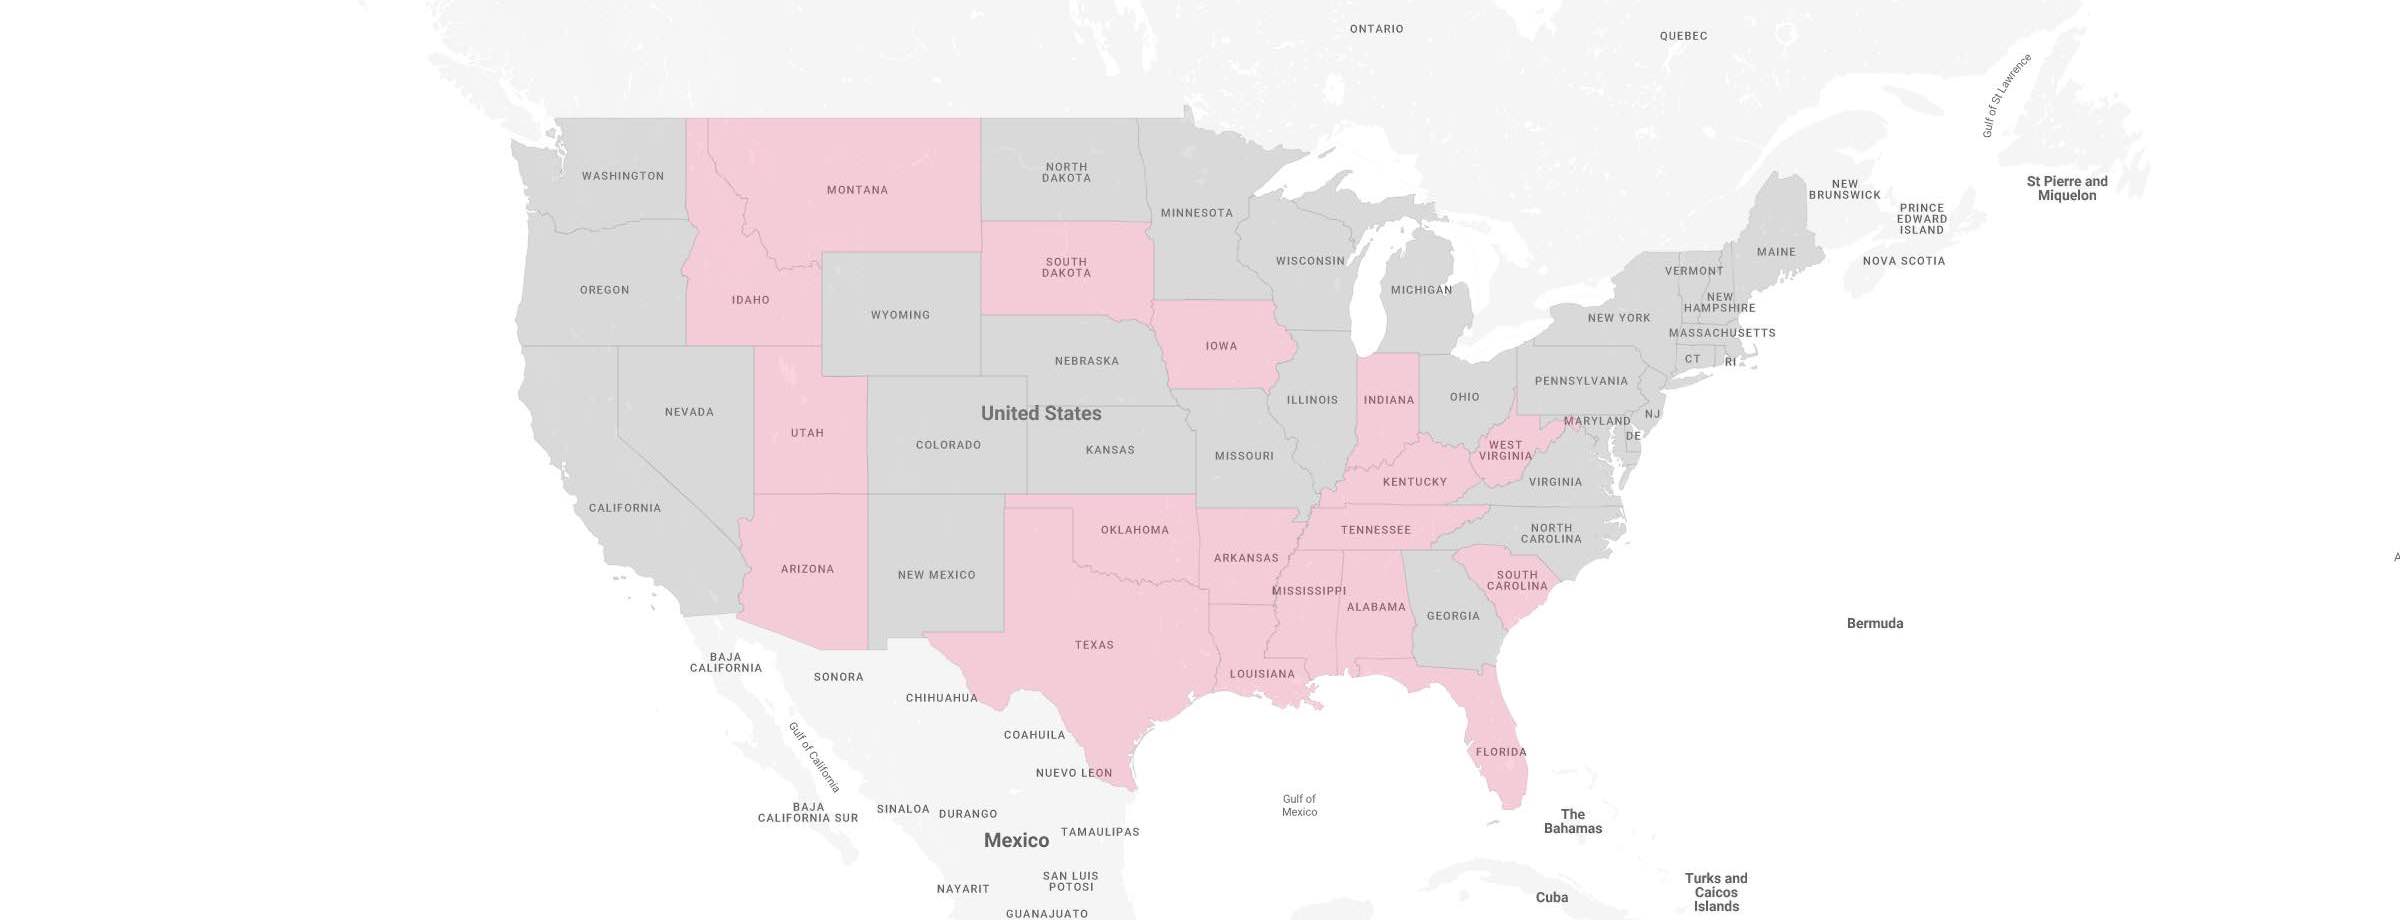 ONTARIO
QUEBEC
Gulf of St Lawrence
WASHINGTON
MONTANA
NORTH
DAKOTA
MINNESOTA
NEW
BRUNSWICK
St Pierre and
Miquelon
PRINCE
EDWARD
ISLAND
OREGON
IDAHO
SOUTH
DAKOTA
WISCONSIN
MICHIGAN
MAINE
NOVA SCOTIA
VERMONT
NEW
HAMPSHIRE
WYOMING
NEW YORK
MASSACHUSETTS
IOWA
NEBRASKA
CT
RI
PENNSYLVANIA
NEVADA
UTAH
United States
COLORADO
KANSAS
MISSOURI
ILLINOIS
INDIANA
OHIO
NJ
MARYLAND
DE
WEST
VIRGINIA
KENTUCKY
VIRGINIA
CALIFORNIA
ARIZONA
NEW MEXICO
OKLAHOMA
ARKANSAS
TENNESSEE
NORTH
CAROLINA
SOUTH
CAROLINA
MISSISSIPPI
ALABAMA
GEORGIA
Bermuda
TEXAS
LOUISIANA
BAJA
CALIFORNIA
SONORA
CHIHUAHUA
COAHUILA
Gulf of California
NUEVO LEON
FLORIDA
BAJA
CALIFORNIA SUR
SINALOA
DURANGO
Gulf of
Mexico
The
Bahamas
Mexico
TAMAULIPAS
NAYARIT
SAN LUIS
POTOSI
Cuba
Turks and
Caicos
Islands
GUANAJUATO